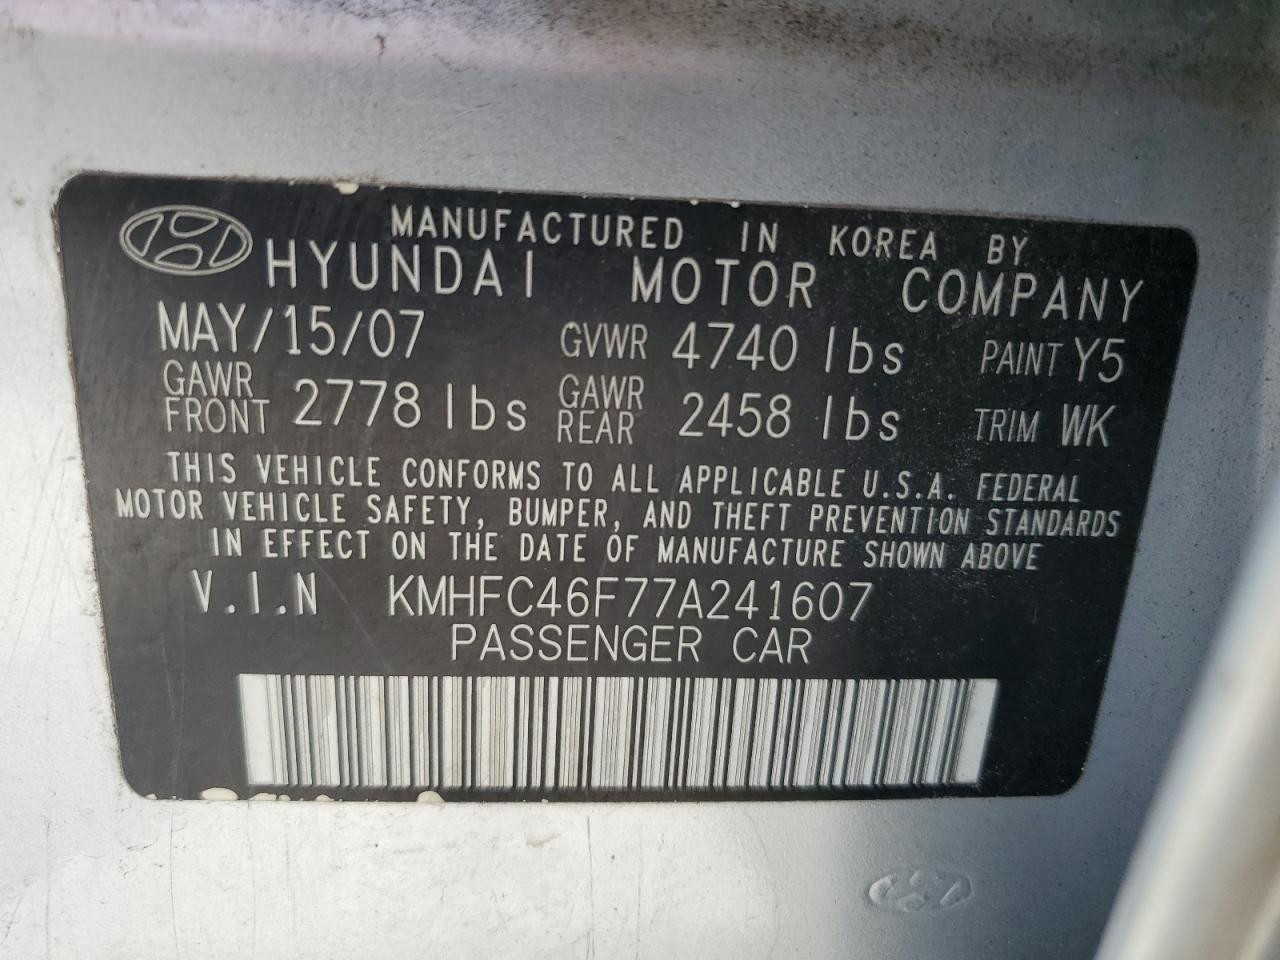 MANUFACTURED IN KOREA BY
HYUNDAI MOTOR COMPANY
MAY/15/07 GVWR 4740 lbs PAINT Y5
GAWR FRONT 2778 lbs GAWR REAR 2458 lbs TRIM WK
THIS VEHICLE CONFORMS TO ALL APPLICABLE U.S.A. FEDERAL
MOTOR VEHICLE SAFETY, BUMPER, AND THEFT PREVENTION STANDARDS
IN EFFECT ON THE DATE OF MANUFACTURE SHOWN ABOVE
V.I.N KMHFC46F77A241607
PASSENGER CAR